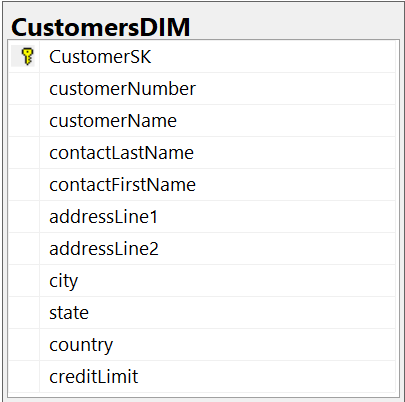 CustomersDIM
CustomerSK
customerNumber
customerName
contactLastName
contactFirstName
addressLine1
addressLine2
city
state
country
creditLimit